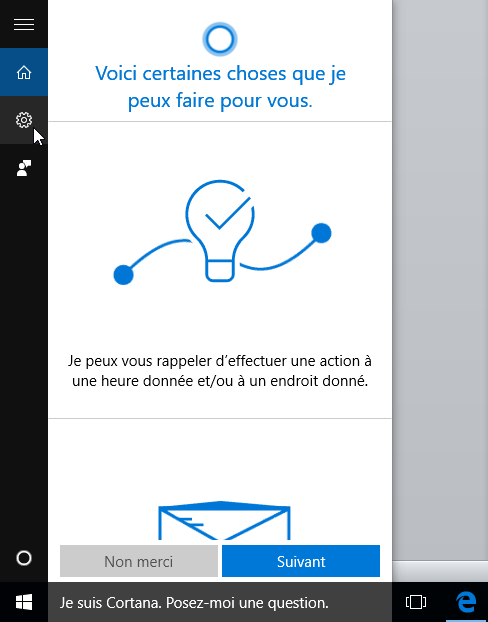 Voici certaines choses que je
peux faire pour vous.
Je peux vous rappeler d’effectuer une action à
une heure donnée et/ou à un endroit donné.
Non merci
Suivant
Je suis Cortana. Posez-moi une question.